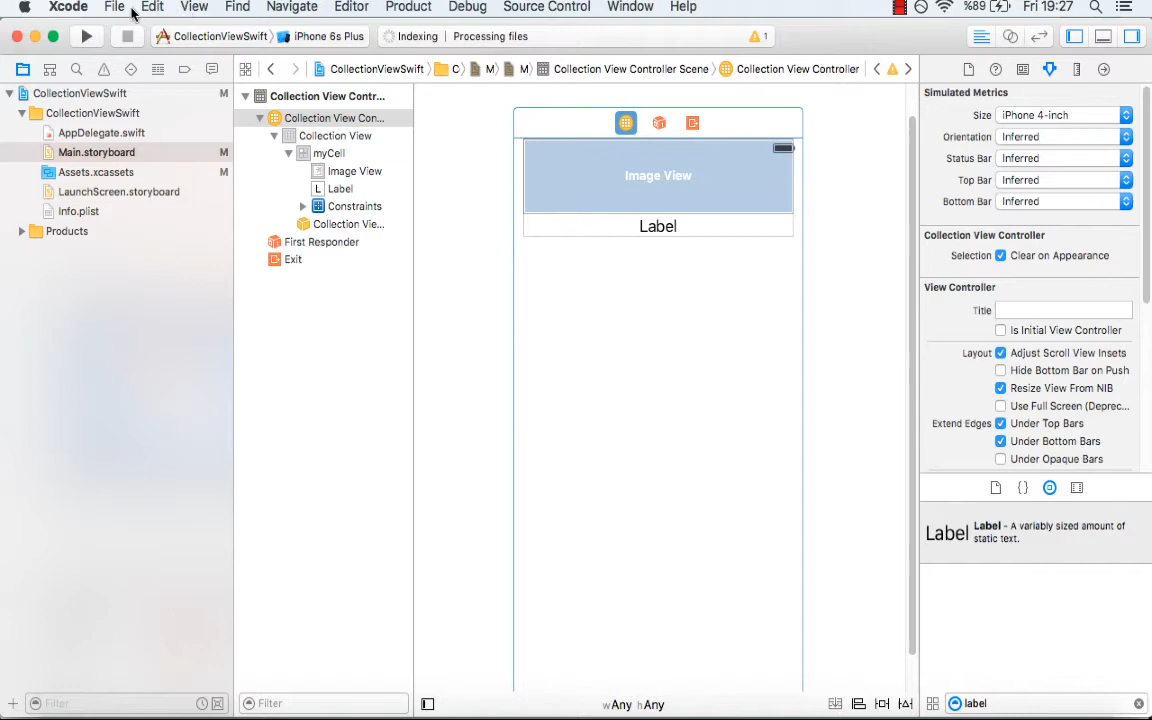 Xcode File Edit View Find Navigate Editor Product Debug Source Control Window Help %89 Fri 19:27
CollectionViewSwift iPhone 6s Plus Indexing Processing files 1
CollectionViewSwift C M M Collection View Controller Scene Collection View Controller
CollectionViewSwift M
CollectionViewSwift
AppDelegate.swift
Main.storyboard M
Assets.xcassets M
LaunchScreen.storyboard
Info.plist
Products
Collection View Contr...
Collection View Con...
Collection View
myCell
Image View
L Label
Constraints
Collection Vie...
First Responder
Exit
Image View
Label
Simulated Metrics
Size iPhone 4-inch
Orientation Inferred
Status Bar Inferred
Top Bar Inferred
Bottom Bar Inferred
Collection View Controller
Selection Clear on Appearance
View Controller
Title
Is Initial View Controller
Layout Adjust Scroll View Insets
Hide Bottom Bar on Push
Resize View From NIB
Use Full Screen (Deprec...
Extend Edges Under Top Bars
Under Bottom Bars
Under Opaque Bars
{ }
Label Label - A variably sized amount of
static text.
Filter
Filter
wAny hAny
label